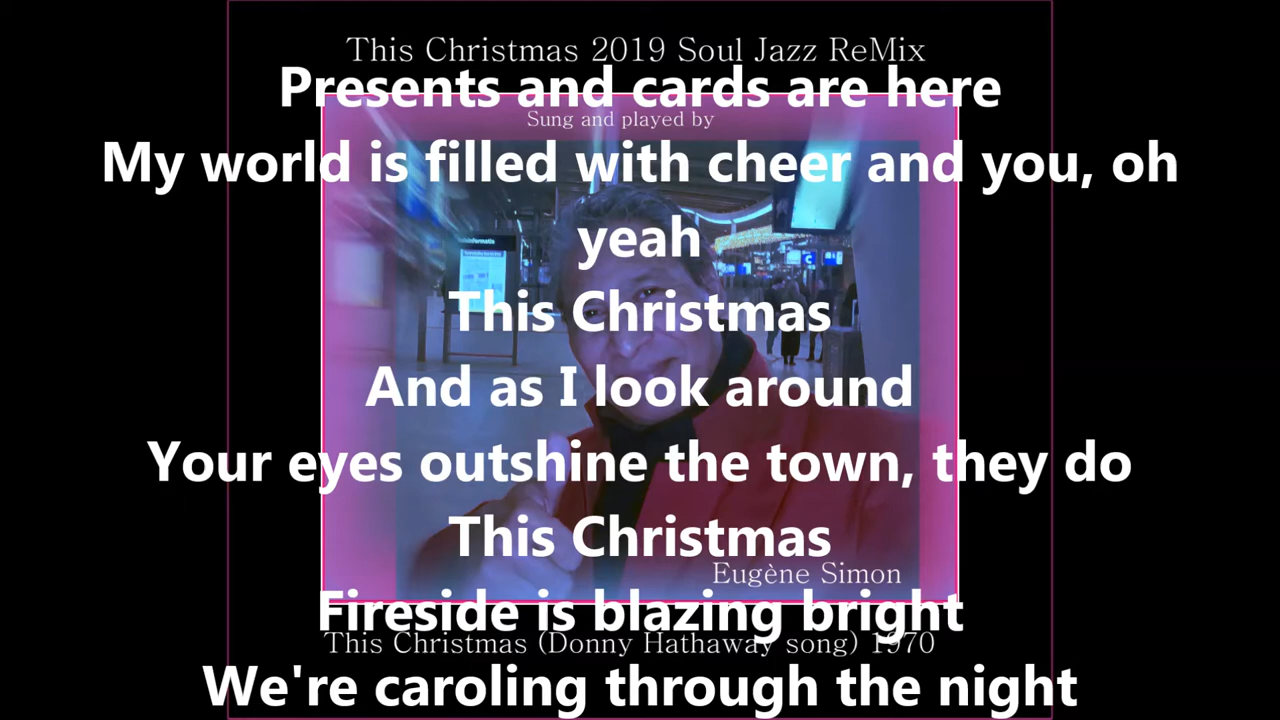 This Christmas 2019 Soul Jazz ReMix
Presents and cards are here
Sung and played by
My world is filled with cheer and you, oh
yeah
This Christmas
And as I look around
Your eyes outshine the town, they do
This Christmas
Eugène Simon
Fireside is blazing bright
This Christmas (Donny Hathaway song) 1970
We're caroling through the night